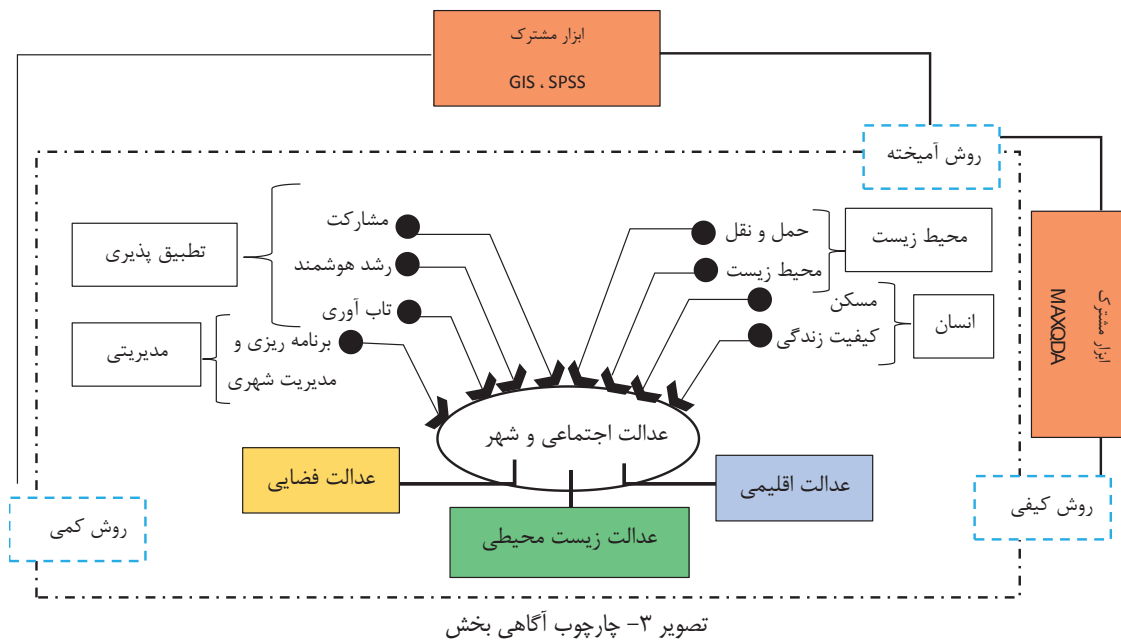 ابزار مشترک
GIS ، SPSS
روش آمیخته
محیط زیست
حمل و نقل
محیط زیست
انسان
مسکن
کیفیت زندگی
مشارکت
رشد هوشمند
تاب آوری
تطبیق پذیری
برنامه ریزی و
مدیریت شهری
مدیریتی
ابزار مشترک
MAXQDA
عدالت اجتماعی و شهر
عدالت اقلیمی
عدالت فضایی
عدالت زیست محیطی
روش کیفی
روش کمی
تصویر ۳- چارچوب آگاهی بخش